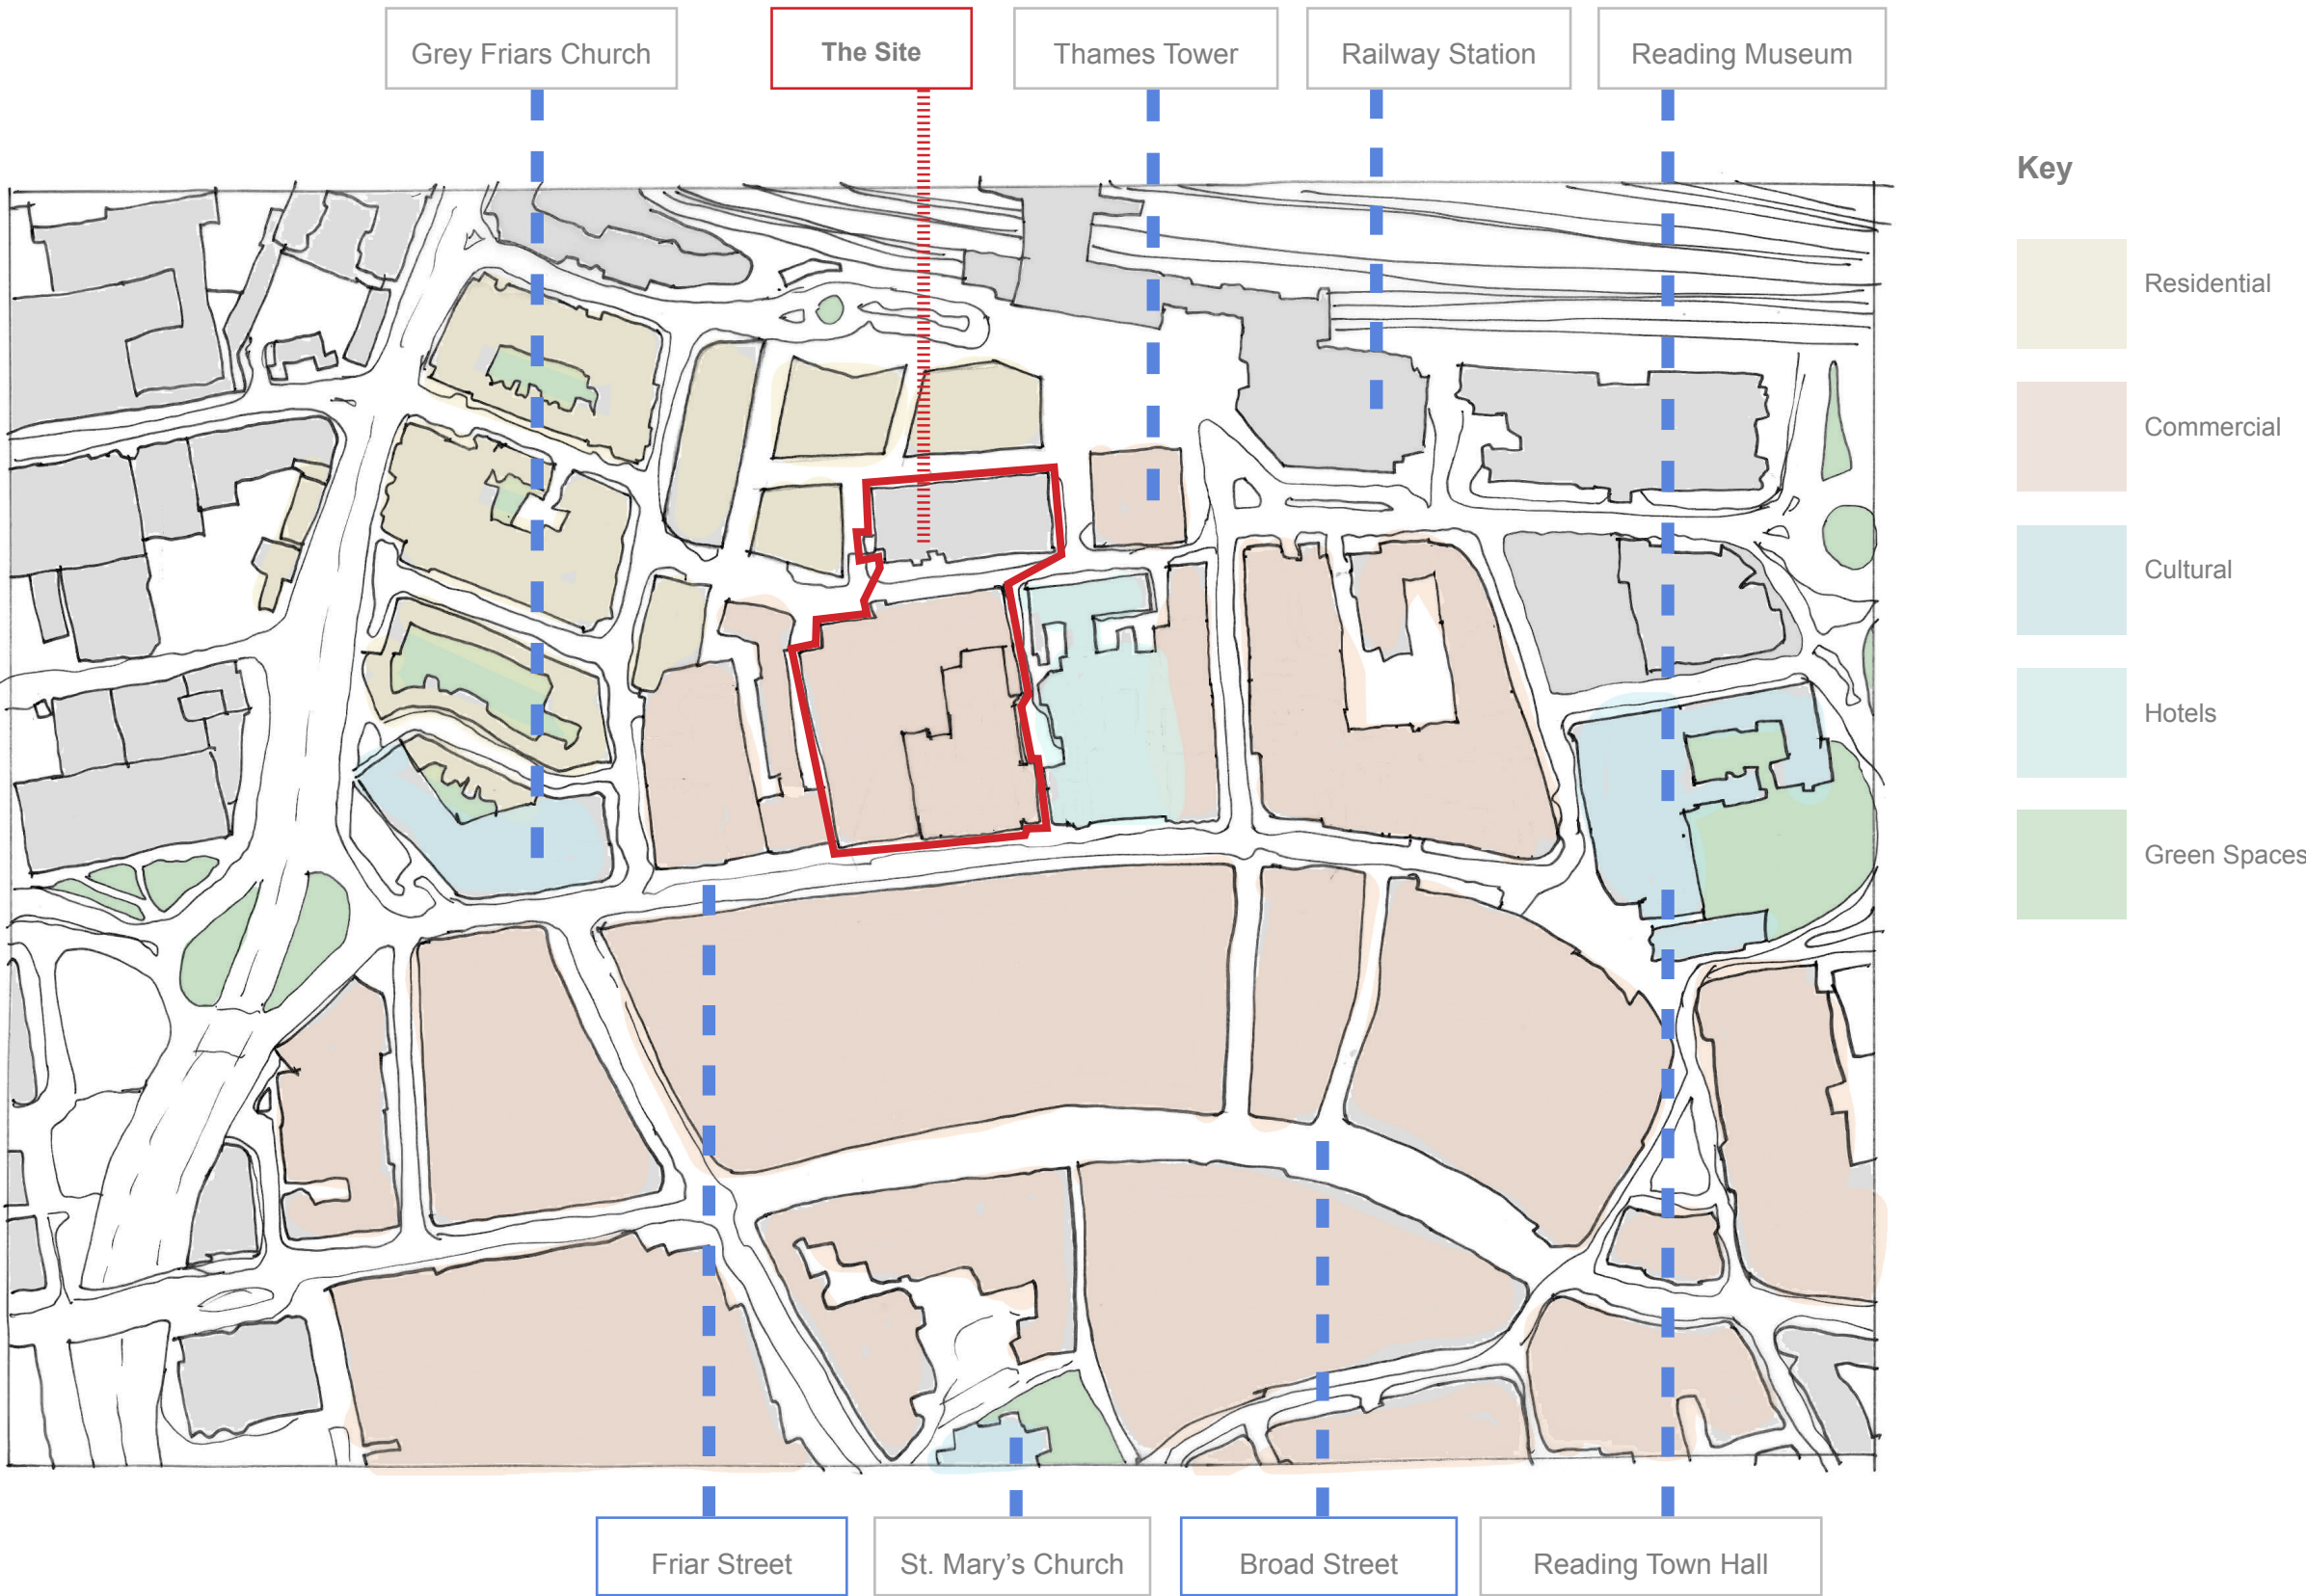 Grey Friars Church
The Site
Thames Tower
Railway Station
Reading Museum
Key
Residential
Commercial
Cultural
Hotels
Green Spaces
Friar Street
St. Mary’s Church
Broad Street
Reading Town Hall